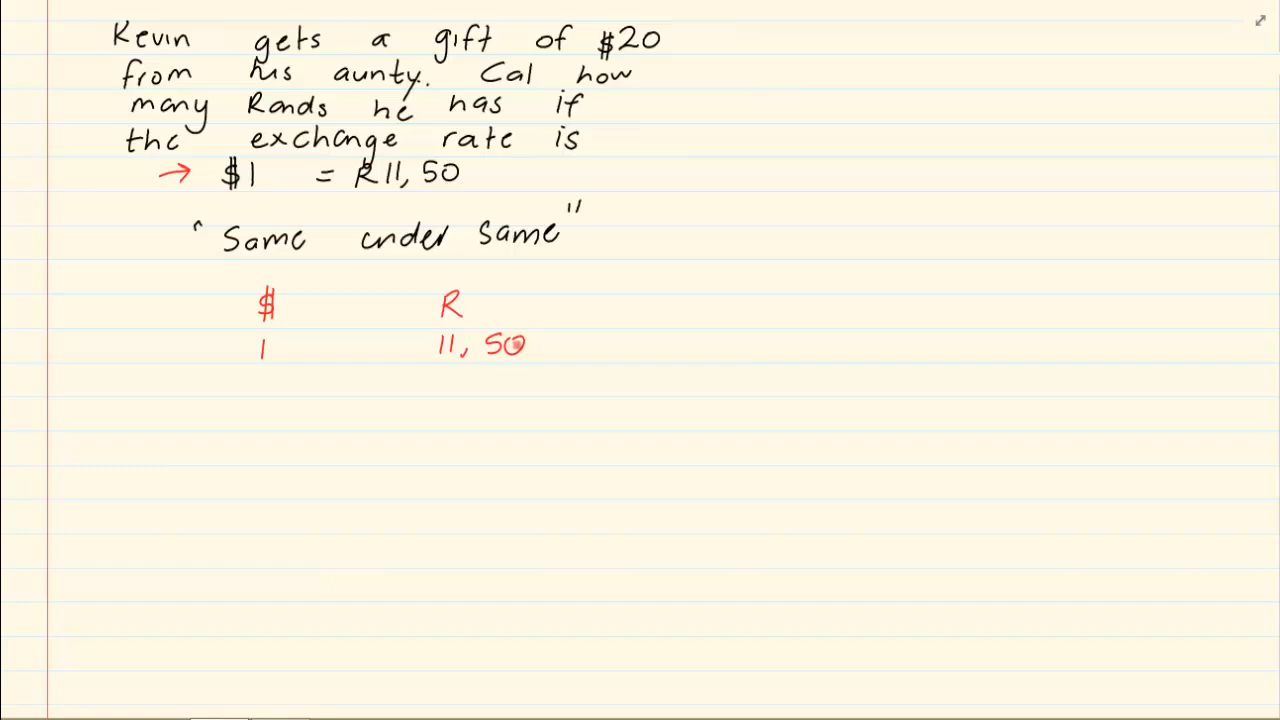 Kevin gets a gift of $20
from his aunty. Cal how
many Rands he has if
the exchange rate is
→ $1 = R11,50
"Same under same"
$ R
1 11,50